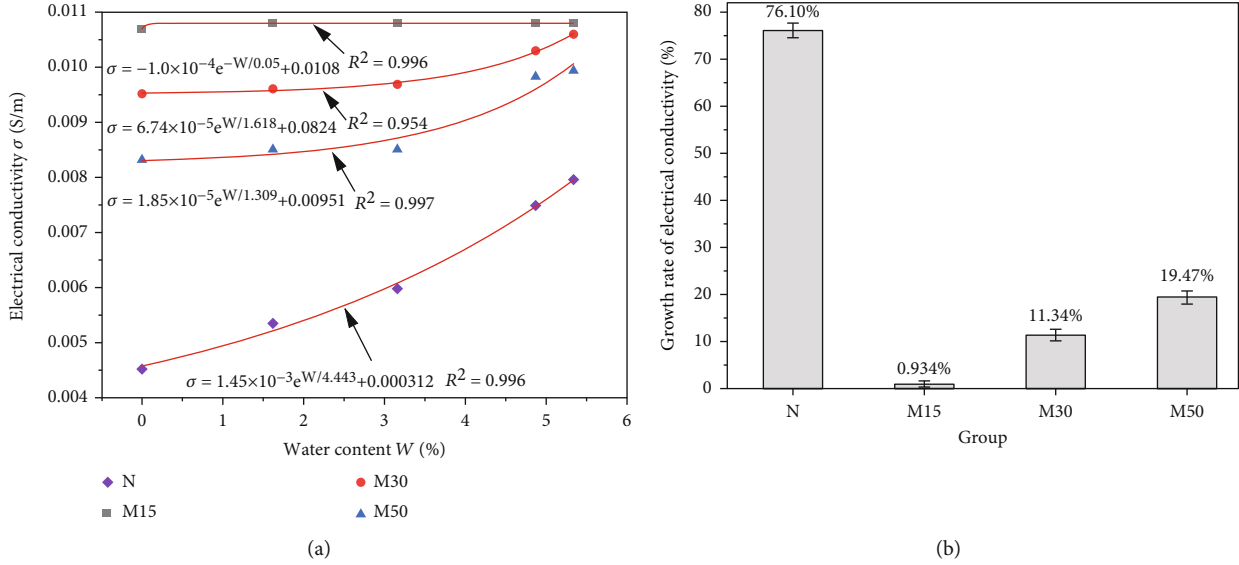 0.011
0.010
0.009
0.008
0.007
0.006
0.005
0.004
Electrical conductivity σ (S/m)
σ = −1.0×10⁻⁴e^–W/0.05+0.0108
R² = 0.996
σ = 6.74×10⁻⁵e^W/1.618+0.0824
R² = 0.954
σ = 1.85×10⁻⁵e^W/1.309+0.00951
R² = 0.997
σ = 1.45×10⁻³e^W/4.443+0.000312 R² = 0.996
0 1 2 3 4 5 6
Water content W (%)
N
M15
M30
M50
(a)
80
70
60
50
40
30
20
10
0
Growth rate of electrical conductivity (%)
76.10%
0.934%
11.34%
19.47%
N M15 M30 M50
Group
(b)